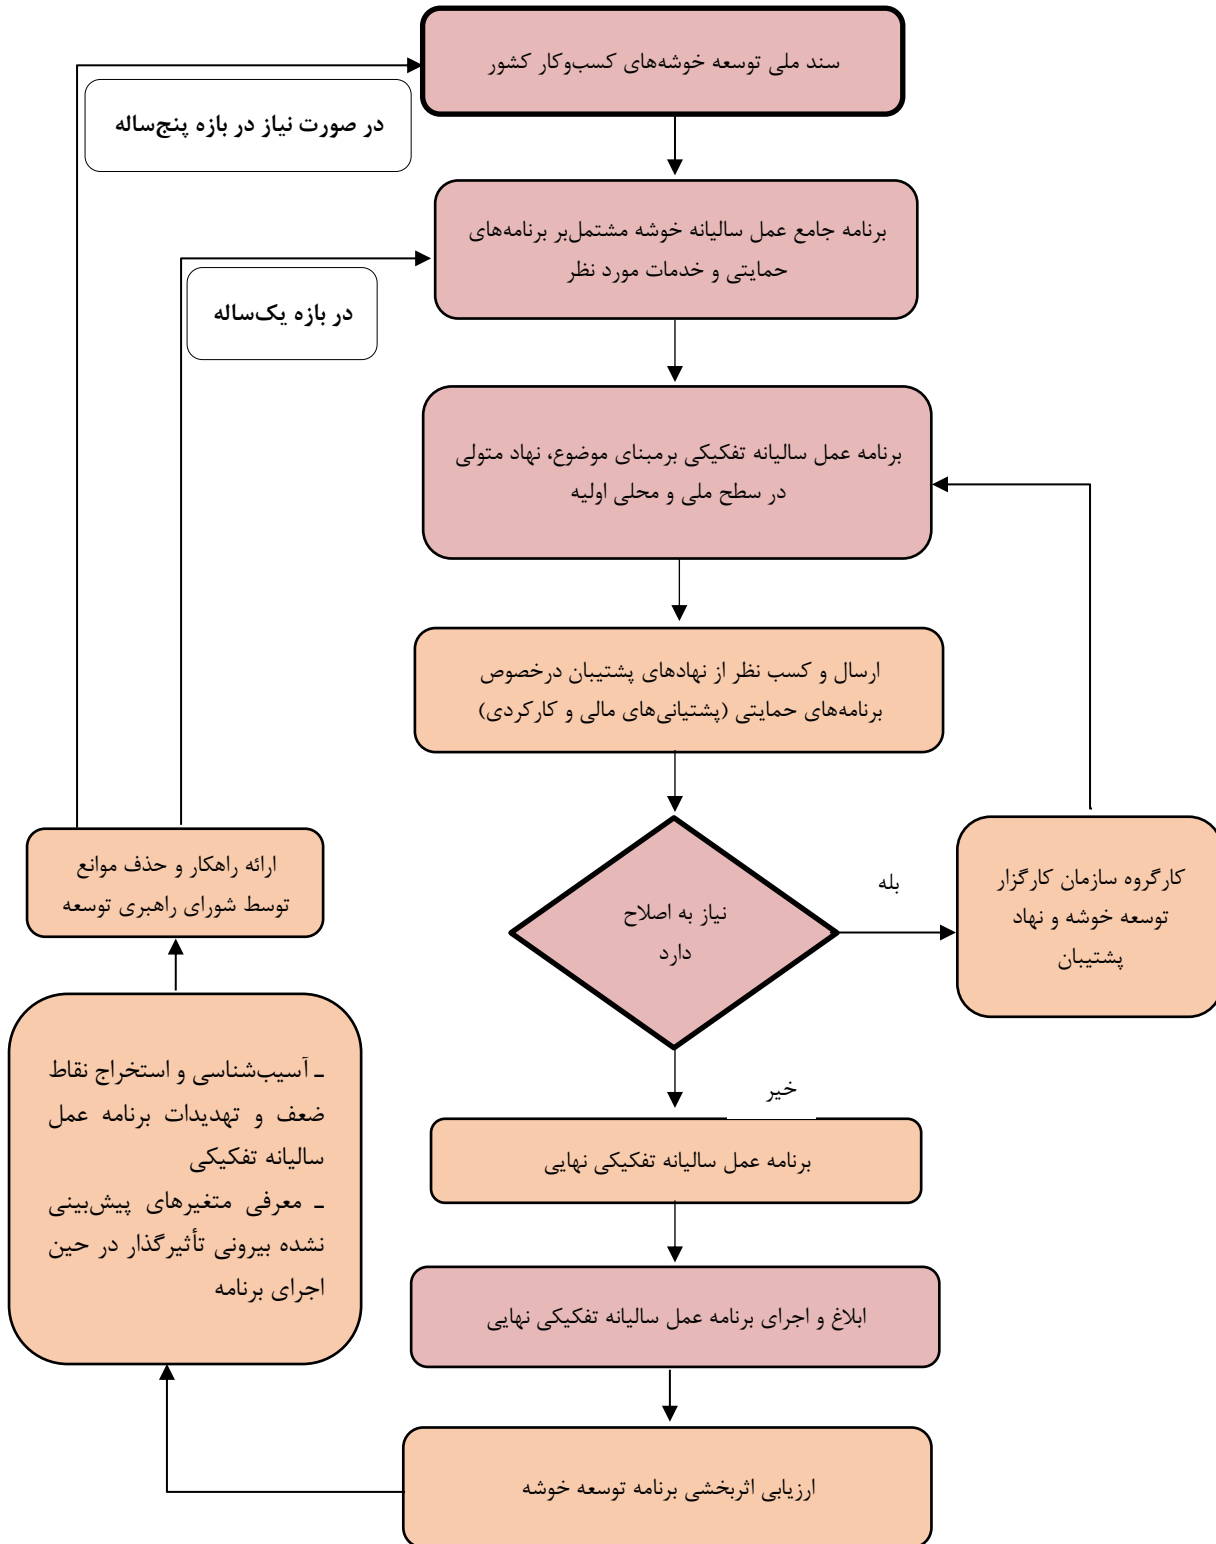 سند ملی توسعه خوشه‌های کسب‌وکار کشور
در صورت نیاز در بازه پنج‌ساله
برنامه جامع عمل سالیانه خوشه مشتمل‌بر برنامه‌های
حمایتی و خدمات مورد نظر
در بازه یک‌ساله
برنامه عمل سالیانه تفکیکی برمبنای موضوع، نهاد متولی
در سطح ملی و محلی اولیه
ارسال و کسب نظر از نهادهای پشتیبان درخصوص
برنامه‌های حمایتی (پشتیانی‌های مالی و کارکردی)
نیاز به اصلاح
دارد
بله
کارگروه سازمان کارگزار
توسعه خوشه و نهاد
پشتیبان
خیر
برنامه عمل سالیانه تفکیکی نهایی
ابلاغ و اجرای برنامه عمل سالیانه تفکیکی نهایی
ارزیابی اثربخشی برنامه توسعه خوشه
ـ آسیب‌شناسی و استخراج نقاط
ضعف و تهدیدات برنامه عمل
سالیانه تفکیکی
ـ معرفی متغیرهای پیش‌بینی
نشده بیرونی تأثیرگذار در حین
اجرای برنامه
ارائه راهکار و حذف موانع
توسط شورای راهبری توسعه